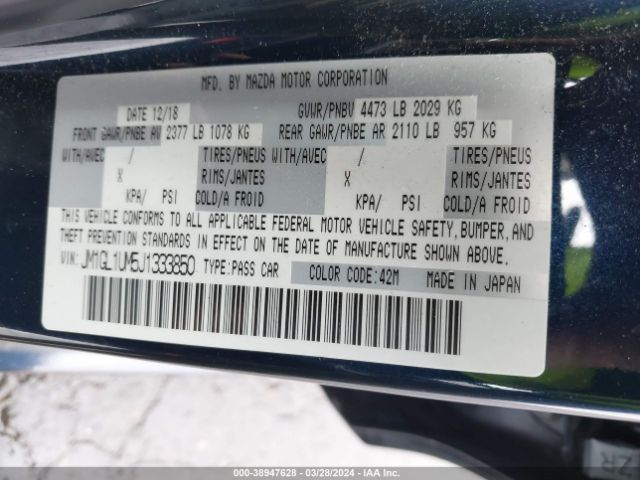 MFD. BY MAZDA MOTOR CORPORATION
DATE 12/18 GVWR/PNBV 4473 LB 2029 KG
FRONT GAWR/PNBE AV 2377 LB 1078 KG REAR GAWR/PNBE AR 2110 LB 957 KG
WITH/AVEC / TIRES/PNEUS WITH/AVEC / TIRES/PNEUS
X RIMS/JANTES X RIMS/JANTES
KPA/ PSI COLD/A FROID KPA/ PSI COLD/A FROID
THIS VEHICLE CONFORMS TO ALL APPLICABLE FEDERAL MOTOR VEHICLE SAFETY, BUMPER, AND
THEFT PREVENTION STANDARDS IN EFFECT ON THE DATE OF MANUFACTURE SHOWN ABOVE.
VIN: JM1GL1UM5J1333850 TYPE:PASS CAR COLOR CODE:42M MADE IN JAPAN
ZR
© 38947628 - 03/28/2024 - IAA Inc.